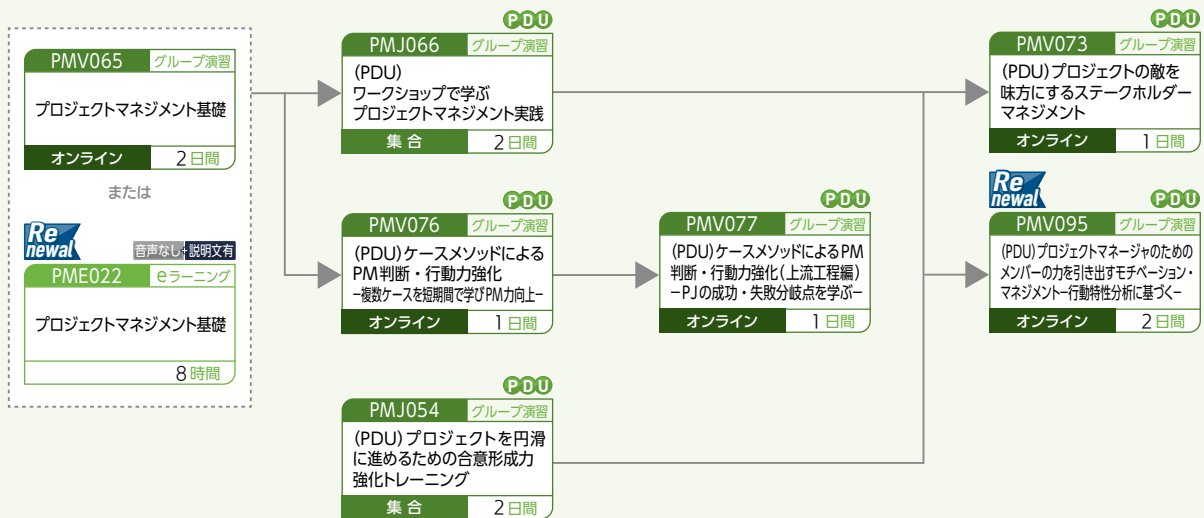 PMV065 グループ演習
プロジェクトマネジメント基礎
オンライン 2日間
または
Re
newal
音声なし+説明文有
PME022 eラーニング
プロジェクトマネジメント基礎
8時間
PDU
PMJ066 グループ演習
(PDU)
ワークショップで学ぶ
プロジェクトマネジメント実践
集合 2日間
PDU
PMV076 グループ演習
(PDU)ケースメソッドによる
PM判断・行動力強化
−複数ケースを短期間で学びPM力向上−
オンライン 1日間
PDU
PMJ054 グループ演習
(PDU)プロジェクトを円滑
に進めるための合意形成力
強化トレーニング
集合 2日間
PDU
PMV077 グループ演習
(PDU)ケースメソッドによるPM
判断・行動力強化(上流工程編)
−PJの成功・失敗分岐点を学ぶ−
オンライン 1日間
PDU
PMV073 グループ演習
(PDU)プロジェクトの敵を
味方にするステークホルダー
マネジメント
オンライン 1日間
Re
newal
PDU
PMV095 グループ演習
(PDU)プロジェクトマネージャのための
メンバーの力を引き出すモチベーション・
マネジメント−行動特性分析に基づく−
オンライン 2日間